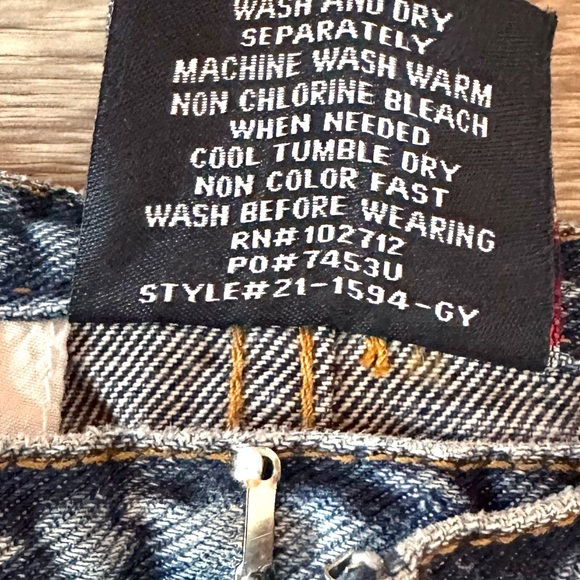 WASH AND DRY
SEPARATELY
MACHINE WASH WARM
NON CHLORINE BLEACH
WHEN NEEDED
COOL TUMBLE DRY
NON COLOR FAST
WASH BEFORE WEARING
RN#102712
PO#7453U
STYLE#21-1594-GY